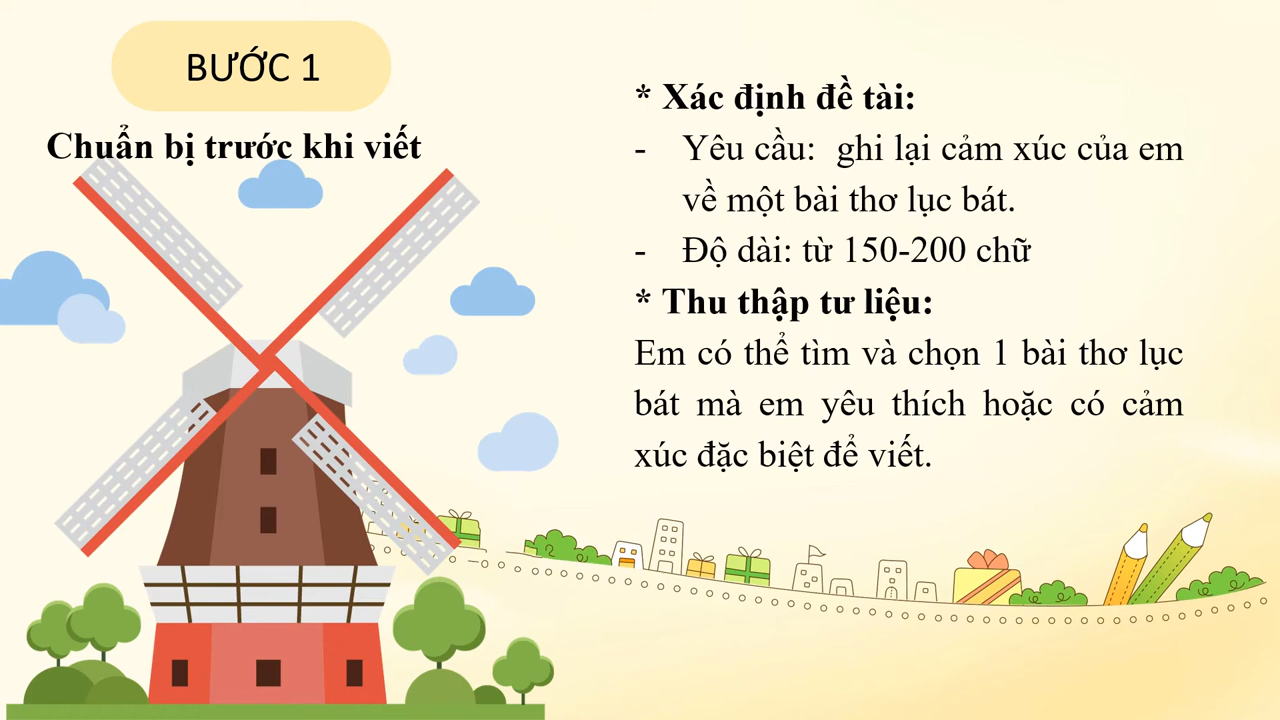 BƯỚC 1
Chuẩn bị trước khi viết
* Xác định đề tài:
- Yêu cầu: ghi lại cảm xúc của em
về một bài thơ lục bát.
- Độ dài: từ 150-200 chữ
* Thu thập tư liệu:
Em có thể tìm và chọn 1 bài thơ lục
bát mà em yêu thích hoặc có cảm
xúc đặc biệt để viết.